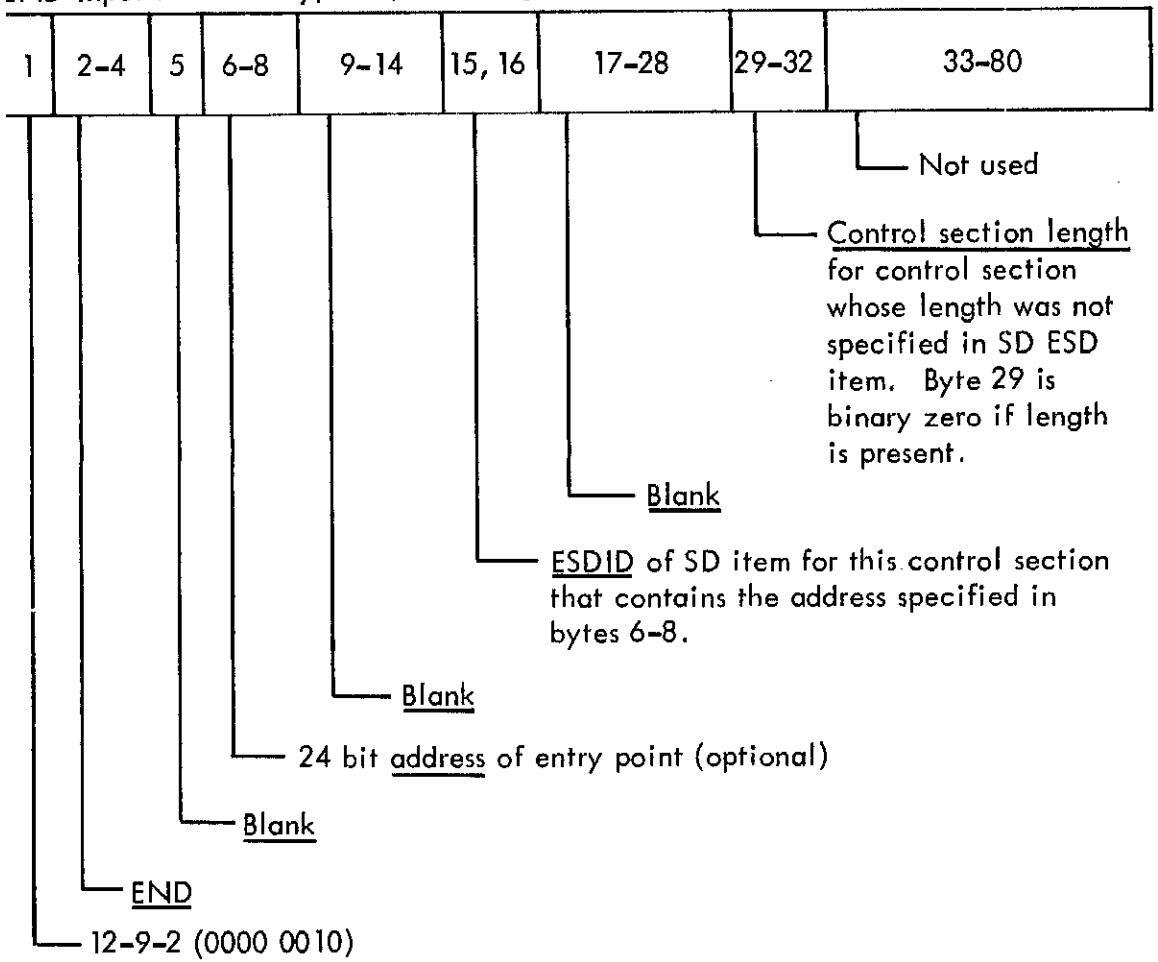 1 2-4 5 6-8 9-14 15, 16 17-28 29-32 33-80
Not used
Control section length
for control section
whose length was not
specified in SD ESD
item. Byte 29 is
binary zero if length
is present.
Blank
ESDID of SD item for this control section
that contains the address specified in
bytes 6-8.
Blank
24 bit address of entry point (optional)
Blank
END
12-9-2 (0000 0010)